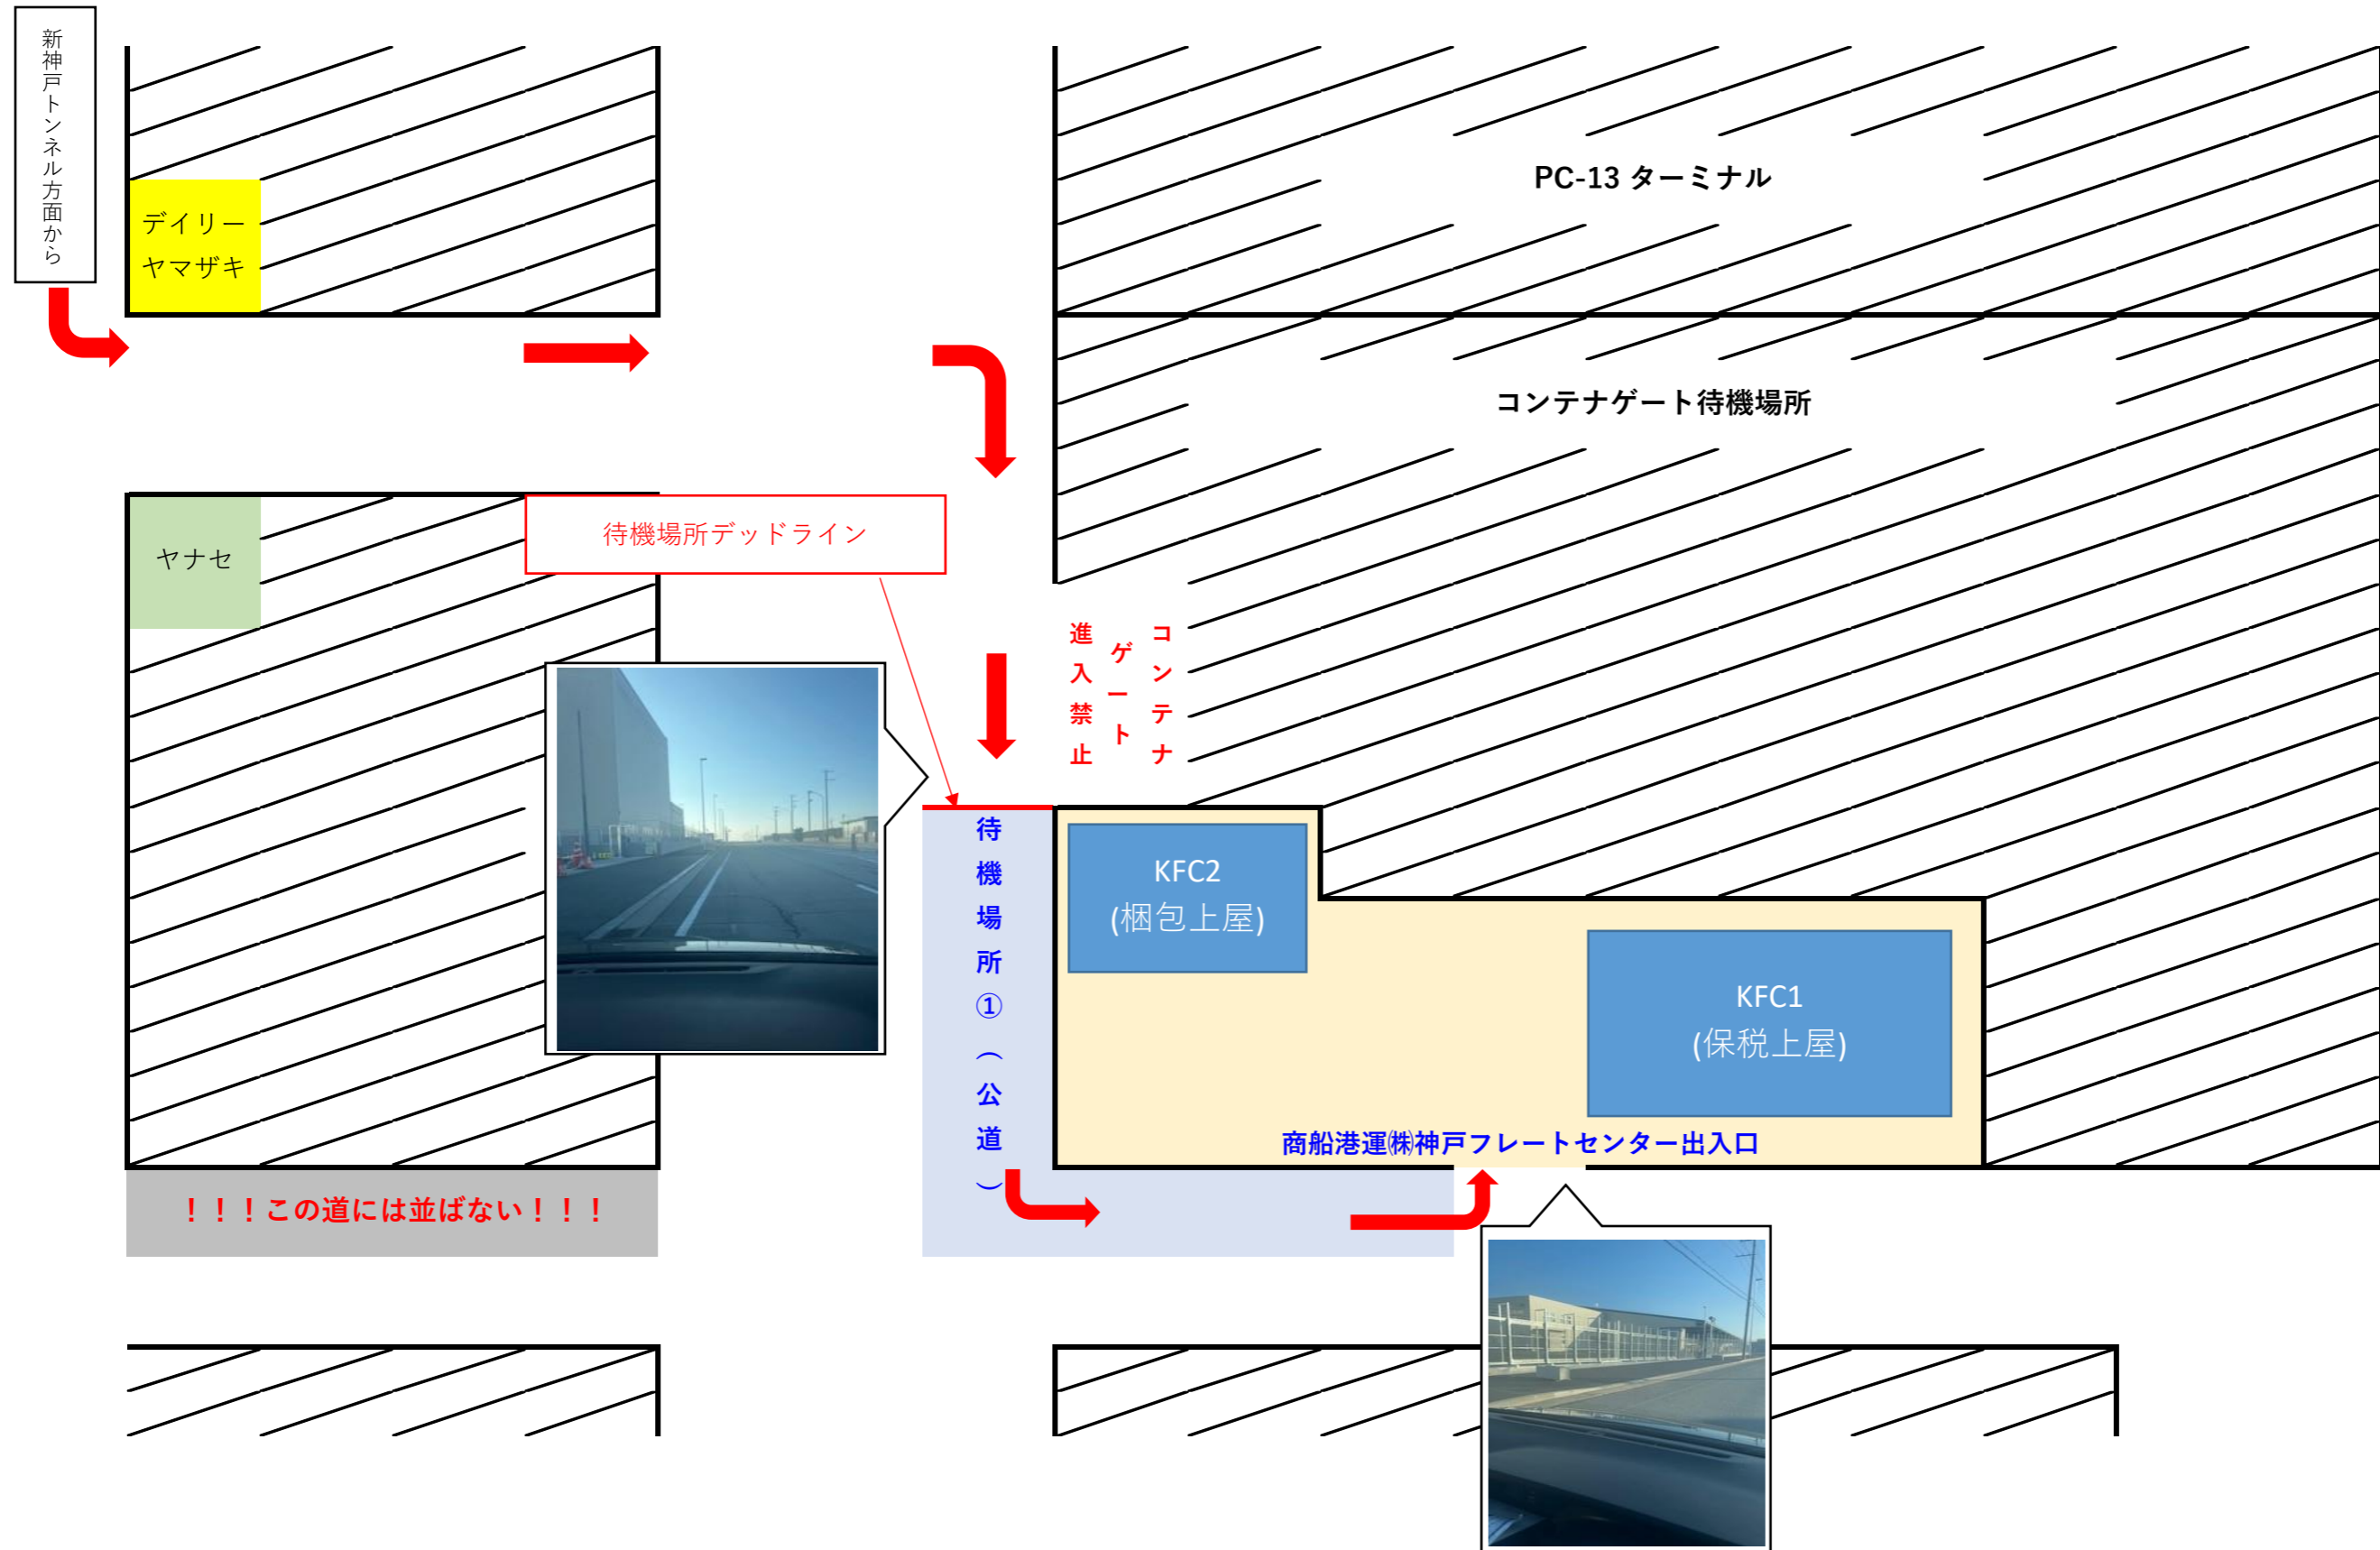 新神戸トンネル方面から
デイリー
ヤマザキ
PC-13 ターミナル
コンテナゲート待機場所
ヤナセ
待機場所デッドライン
コンテナ
ゲート
進入禁止
待機場所①(公道)
KFC2
(梱包上屋)
KFC1
(保税上屋)
商船港運㈱神戸フレートセンター出入口
！！！この道には並ばない！！！